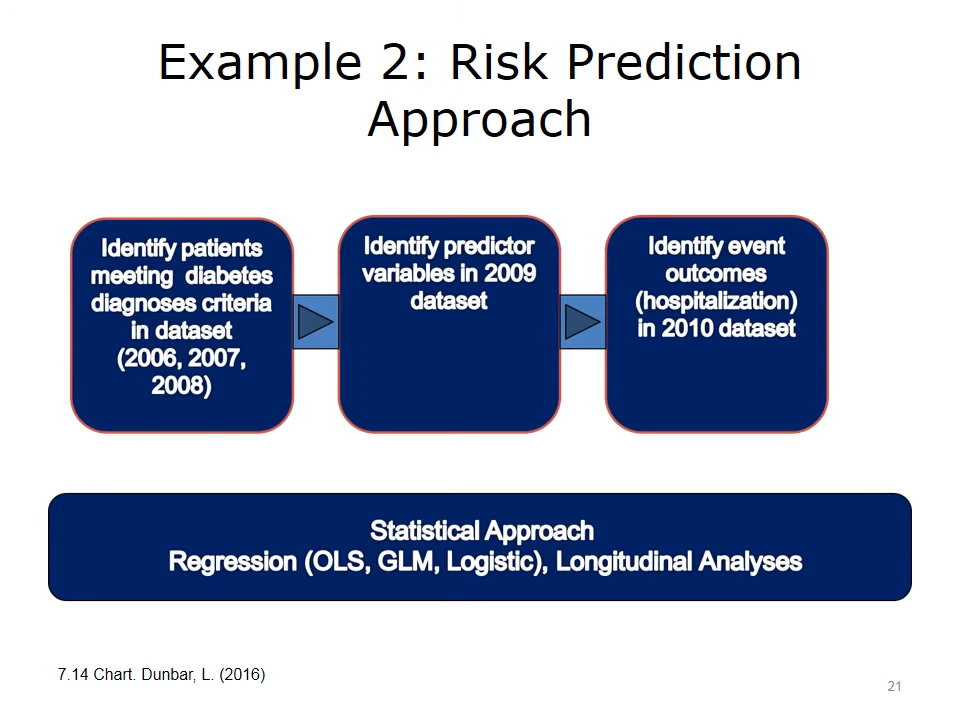 Example 2: Risk Prediction
Approach
Identify patients
meeting diabetes
diagnoses criteria
in dataset
(2006, 2007,
2008)
Identify predictor
variables in 2009
dataset
Identify event
outcomes
(hospitalization)
in 2010 dataset
Statistical Approach
Regression (OLS, GLM, Logistic), Longitudinal Analyses
7.14 Chart. Dunbar, L. (2016)
21